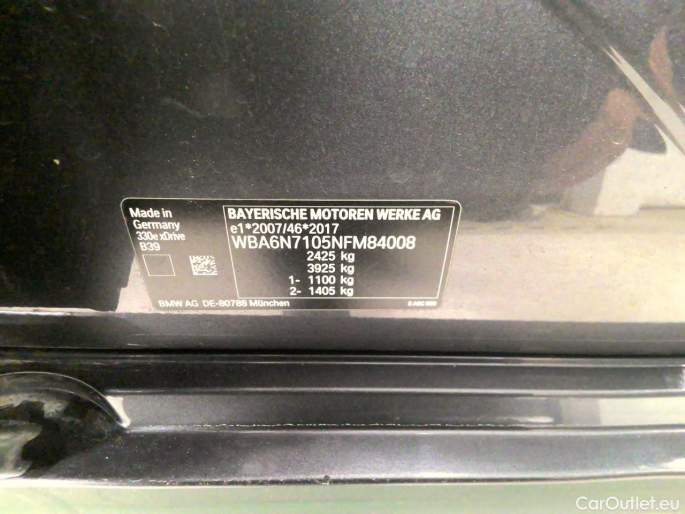 Made in
Germany
330e xDrive
B39
BAYERISCHE MOTOREN WERKE AG
e1*2007/46*2017
WBA6N7105NFM84008
2425 kg
3925 kg
1- 1100 kg
2- 1405 kg
BMW AG DE-80788 München
CarOutlet.eu